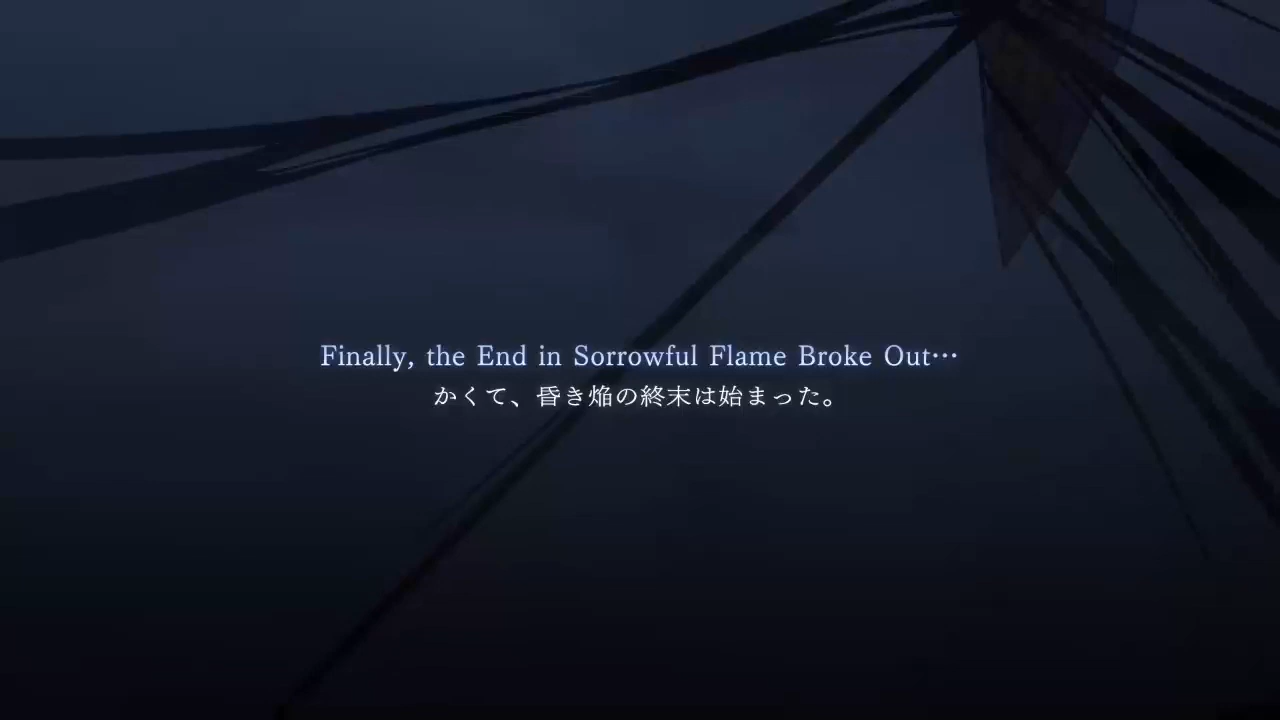 Finally, the End in Sorrowful Flame Broke Out…
かくて、昏き焔の終末は始まった。